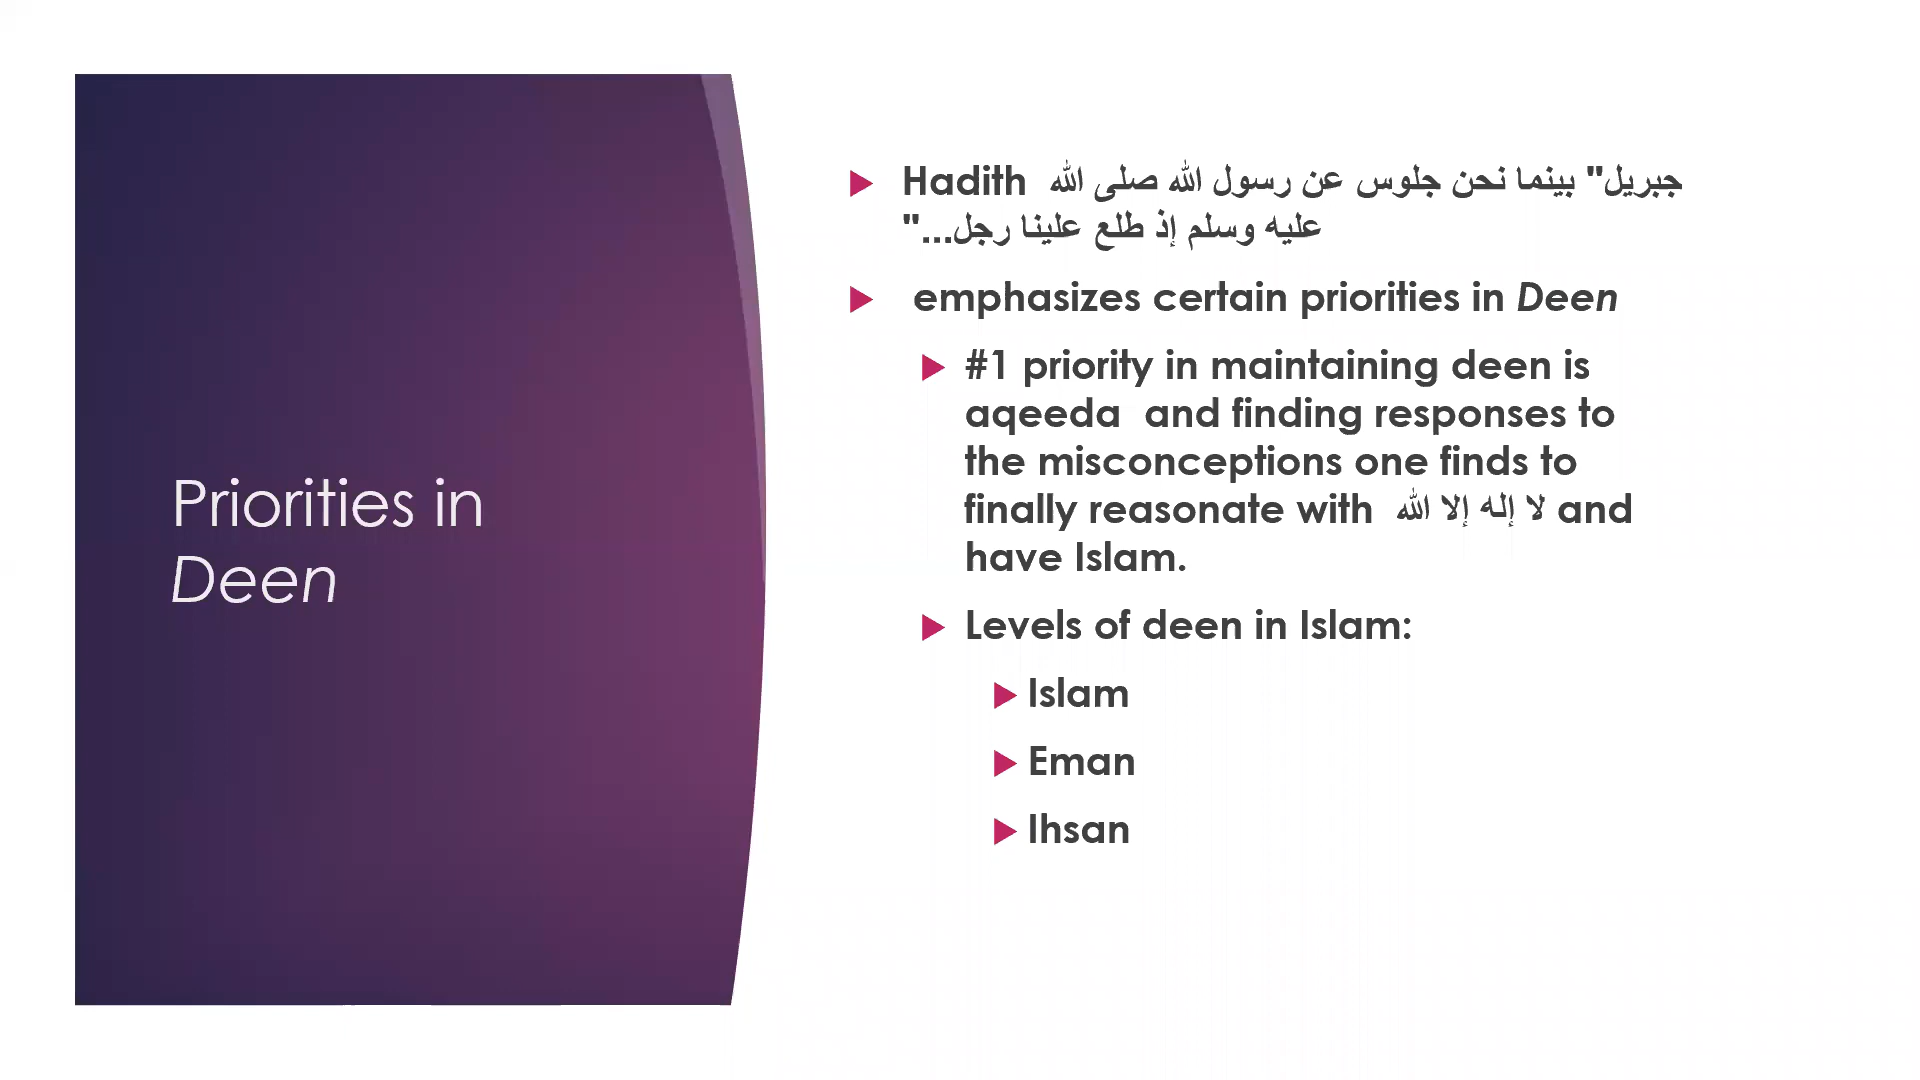 Priorities in
Deen
Hadith جبريل" بينما نحن جلوس عن رسول الله صلى الله
عليه وسلم إذ طلع علينا رجل..."
emphasizes certain priorities in Deen
#1 priority in maintaining deen is
aqeeda and finding responses to
the misconceptions one finds to
finally reasonate with لا إله إلا الله and
have Islam.
Levels of deen in Islam:
Islam
Eman
Ihsan